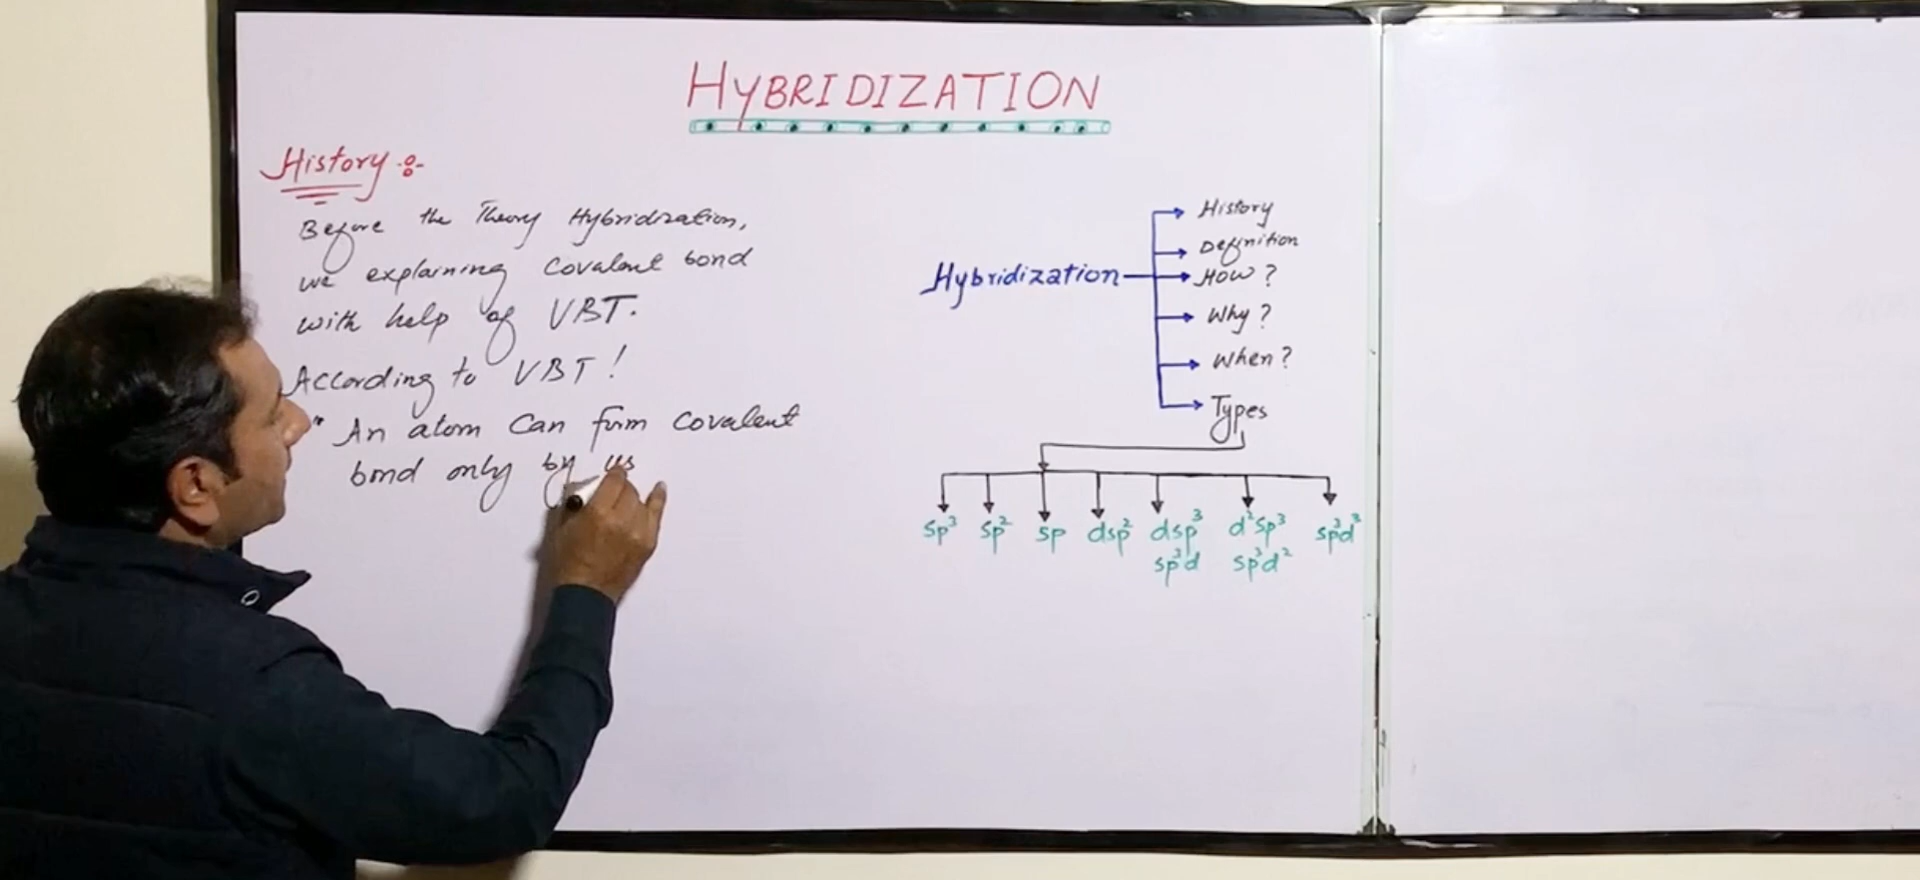 HYBRIDIZATION
History :-
Before the Theory Hybridization,
we explaining covalent bond
with help of VBT.
According to VBT!
" An atom Can form covalent
bond only by us
Hybridization
History
Definition
How ?
Why ?
When ?
Types
sp³ sp² sp dsp² dsp³ d²sp³ sp³d³
sp³d sp³d²